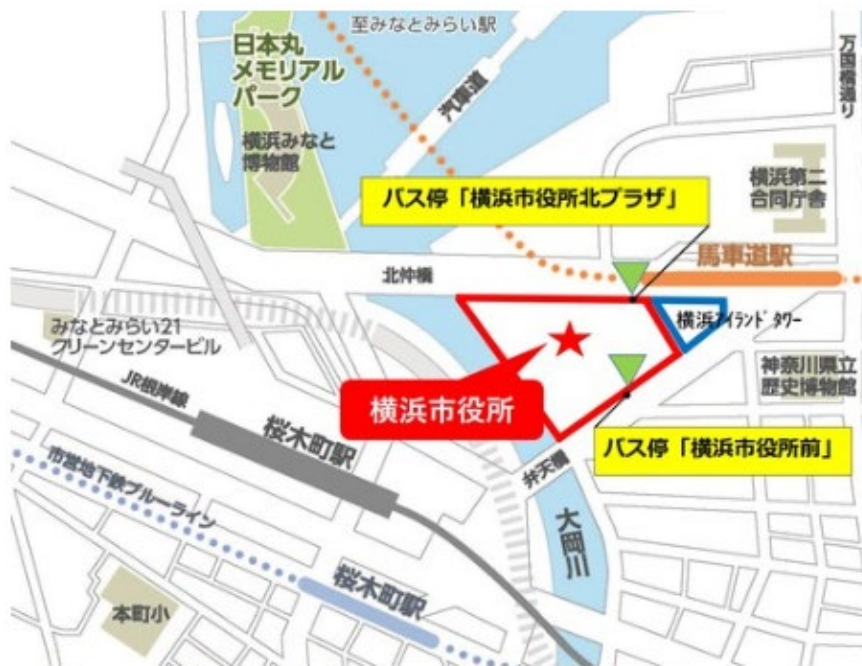 至みなとみらい駅
日本丸
メモリアル
パーク
汽車道
万国橋通り
横浜みなと
博物館
横浜第二
合同庁舎
バス停「横浜市役所北プラザ」
馬車道駅
北仲橋
横浜アイランドタワー
みなとみらい21
クリーンセンタービル
神奈川県立
歴史博物館
JR根岸線
横浜市役所
桜木町駅
バス停「横浜市役所前」
弁天橋
市営地下鉄ブルーライン
大岡川
桜木町駅
本町小